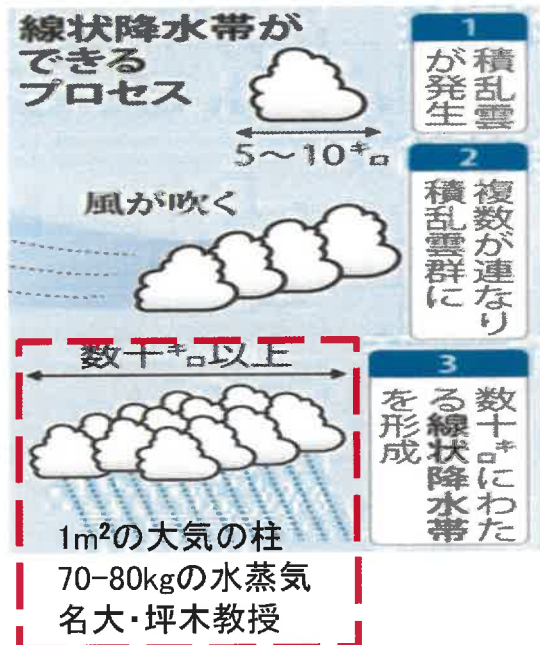 線状降水帯が
できる
プロセス
5～10㌔
1
積乱雲
が発生
風が吹く
2
複数が連なり
積乱雲群に
数十㌔以上
3
数十㌔にわた
る線状降水帯
を形成
1m²の大気の柱
70-80kgの水蒸気
名大・坪木教授